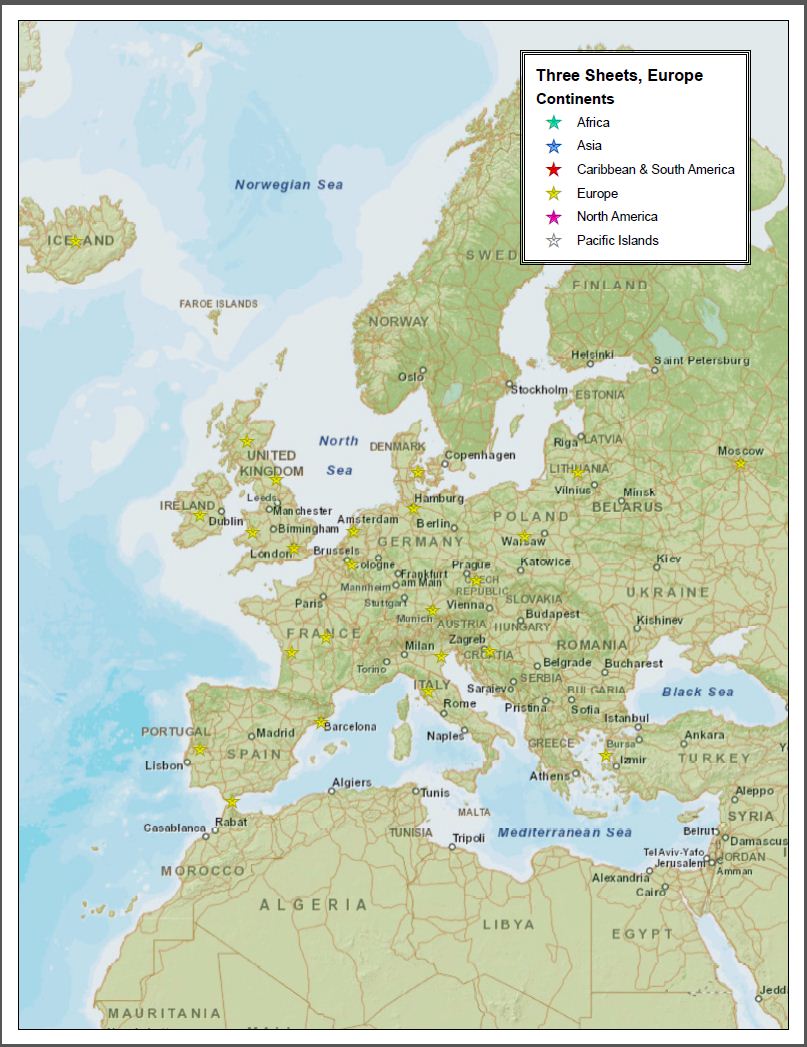 Three Sheets, Europe
Continents
Africa
Asia
Caribbean & South America
Europe
North America
Pacific Islands
Norwegian Sea
ICELAND
SWED
FINLAND
FAROE ISLANDS
NORWAY
Helsinki
Saint Petersburg
Oslo
Stockholm
ESTONIA
North
Sea
DENMARK
Riga
LATVIA
Moscow
UNITED
KINGDOM
Copenhagen
LITHUANIA
Vilnius
Minsk
Leeds
Hamburg
IRELAND
Manchester
BELARUS
Dublin
Amsterdam
Berlin
POLAND
Birmingham
GERMANY
Warsaw
London
Brussels
Cologne
Prague
Katowice
Kiev
Frankfurt
am Main
Mannheim
CZECH
REPUBLIC
UKRAINE
Paris
Stuttgart
Vienna
SLOVAKIA
Munich
AUSTRIA
HUNGARY
Budapest
Kishinev
FRANCE
Milan
Zagreb
CROATIA
ROMANIA
Torino
Belgrade
Bucharest
SERBIA
ITALY
Sarajevo
BULGARIA
Black Sea
Rome
Pristina
Sofia
Istanbul
PORTUGAL
Madrid
Barcelona
Naples
GREECE
Bursa
Ankara
SPAIN
Izmir
TURKEY
Lisbon
Athens
Algiers
Tunis
Aleppo
MALTA
SYRIA
Casablanca
Rabat
TUNISIA
Tripoli
Mediterranean Sea
Beirut
Damascus
Tel Aviv-Yafo
Jerusalem
JORDAN
Amman
MOROCCO
Alexandria
Cairo
ALGERIA
LIBYA
EGYPT
Jedd
MAURITANIA